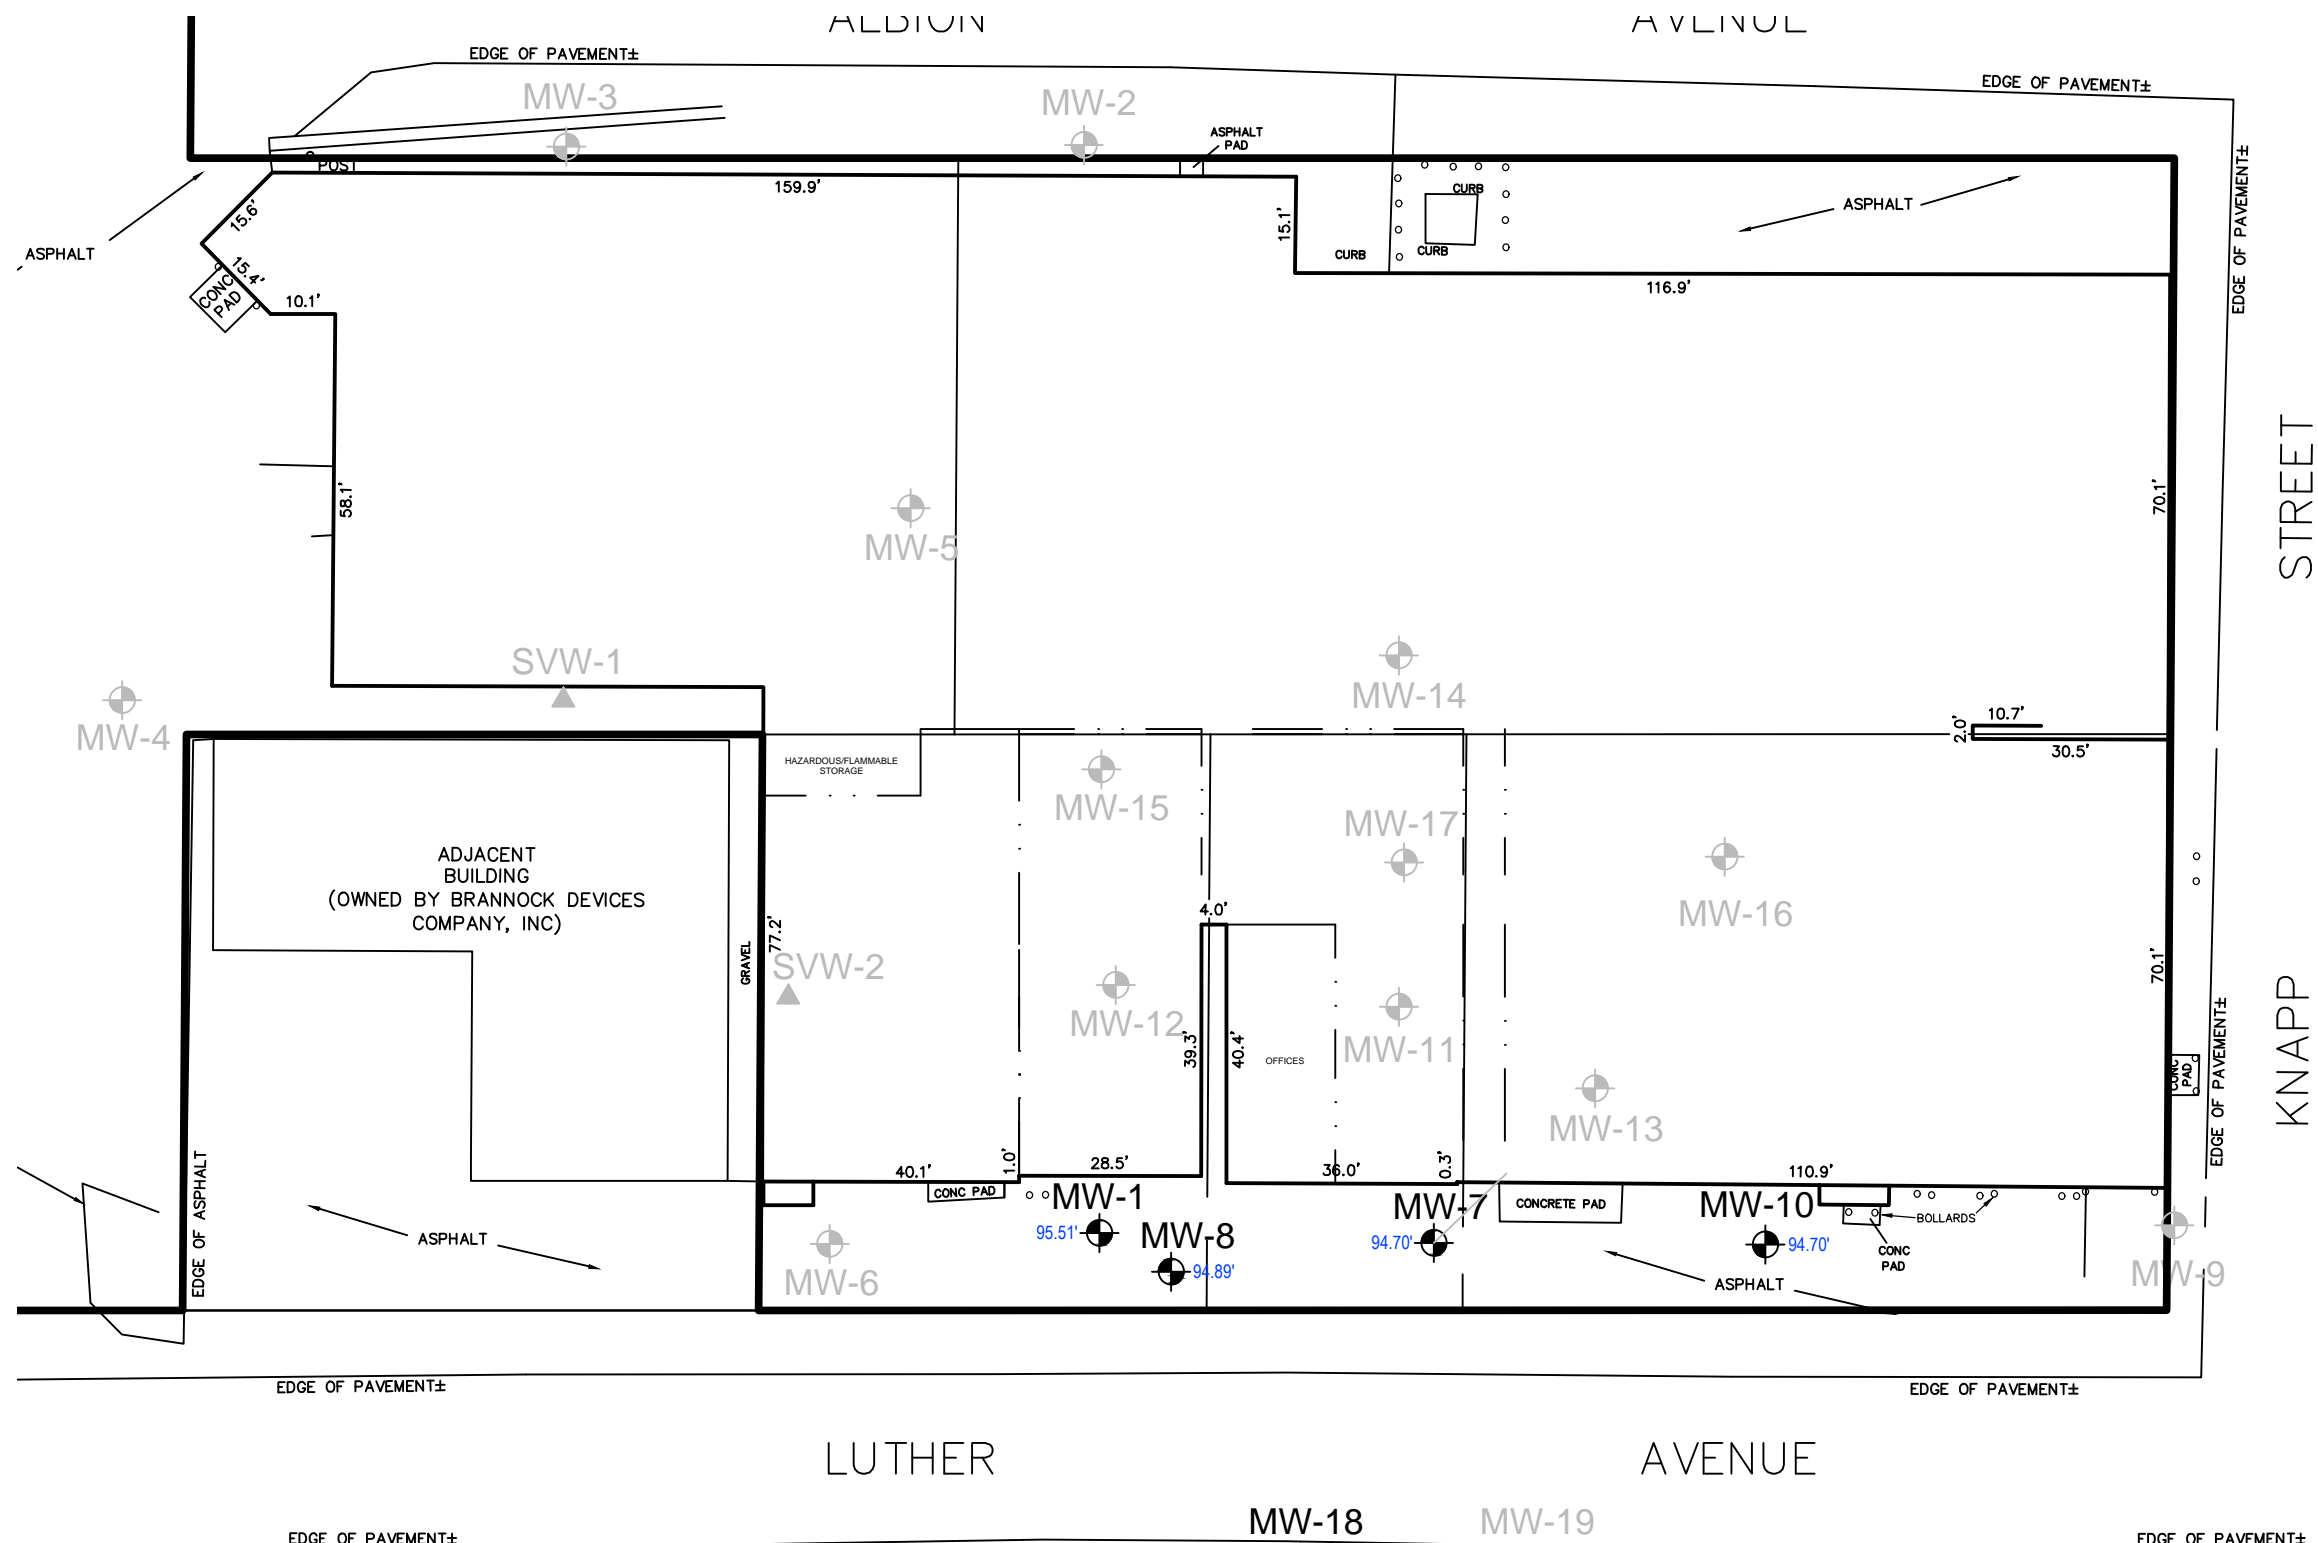 ALBION AVENUE
EDGE OF PAVEMENT±
EDGE OF PAVEMENT±
MW-3
MW-2
ASPHALT
PAD
POS
159.9'
CURB
ASPHALT
EDGE OF PAVEMENT±
15.6'
15.1'
CURB
CURB
ASPHALT
15.4'
CONC
PAD
10.1'
116.9'
STREET
58.1'
70.1'
MW-5
SVW-1
MW-14
MW-4
10.7'
2.0'
30.5'
HAZARDOUS/FLAMMABLE
STORAGE
MW-15
MW-17
ADJACENT
BUILDING
(OWNED BY BRANNOCK DEVICES
COMPANY, INC)
77.2'
GRAVEL
4.0'
MW-16
SVW-2
70.1'
MW-12
39.3'
40.4'
OFFICES
MW-11
KNAPP
CONC
PAD
EDGE OF PAVEMENT±
MW-13
EDGE OF ASPHALT
40.1'
1.0'
28.5'
36.0'
0.3'
110.9'
CONC PAD
MW-1
MW-7
CONCRETE PAD
MW-10
BOLLARDS
95.51'
MW-8
94.70'
94.70'
ASPHALT
CONC
PAD
94.89'
MW-6
ASPHALT
MW-9
EDGE OF PAVEMENT±
EDGE OF PAVEMENT±
LUTHER AVENUE
MW-18
MW-19
EDGE OF PAVEMENT±
EDGE OF PAVEMENT±